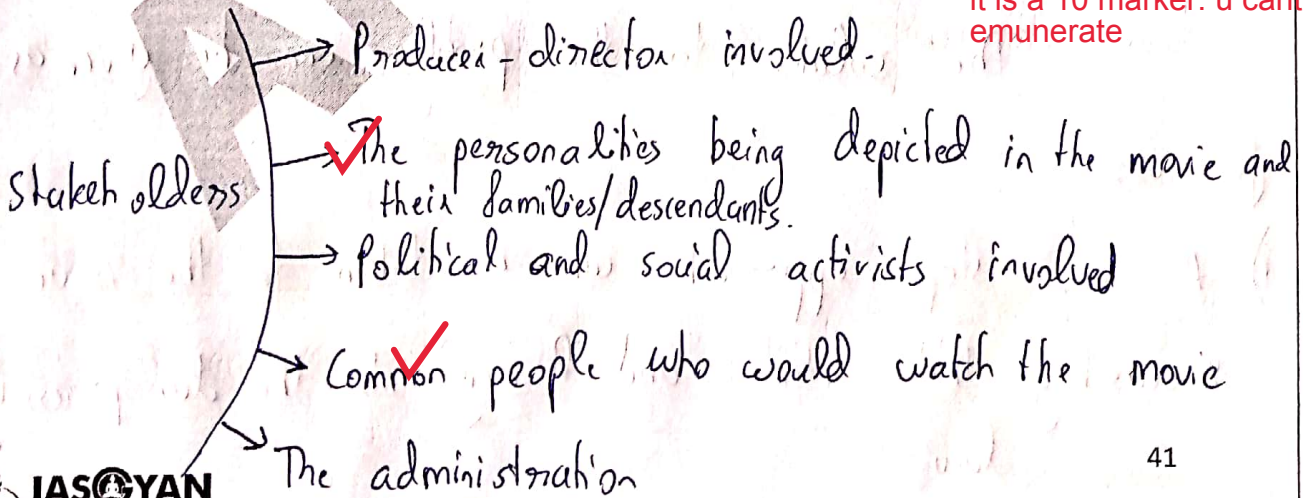 it is a 10 marker. u cant
emunerate
Producer - director involved.
The personalities being depicted in the movie and
their families/descendants.
Stakeholders
Political and social activists involved
Common people who would watch the movie
The administration
41
IASGYAN